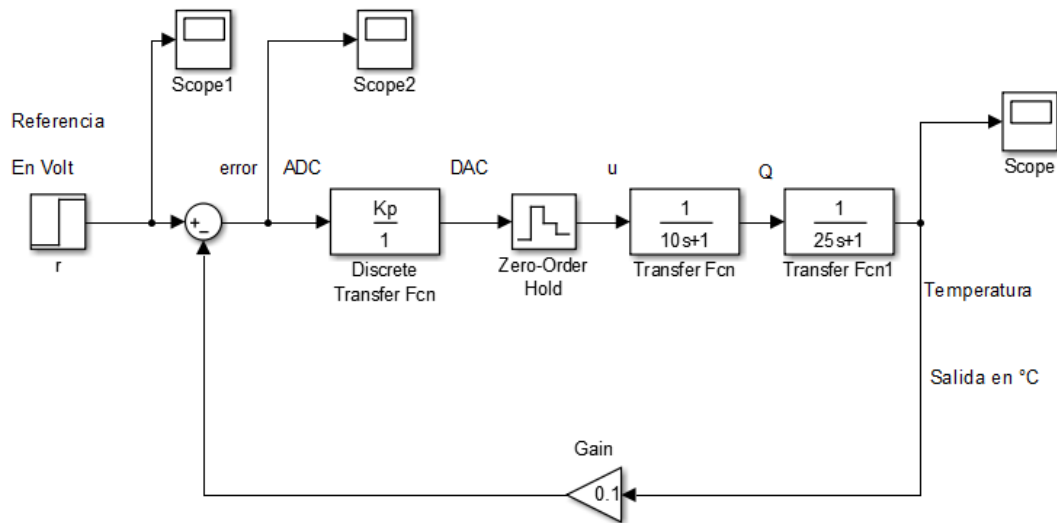 Scope1
Scope2
Scope
Referencia
En Volt
r
+
−
error
ADC
Kp
1
Discrete
Transfer Fcn
DAC
Zero-Order
Hold
u
1
10s+1
Transfer Fcn
Q
1
25s+1
Transfer Fcn1
Temperatura
Salida en °C
Gain
0.1